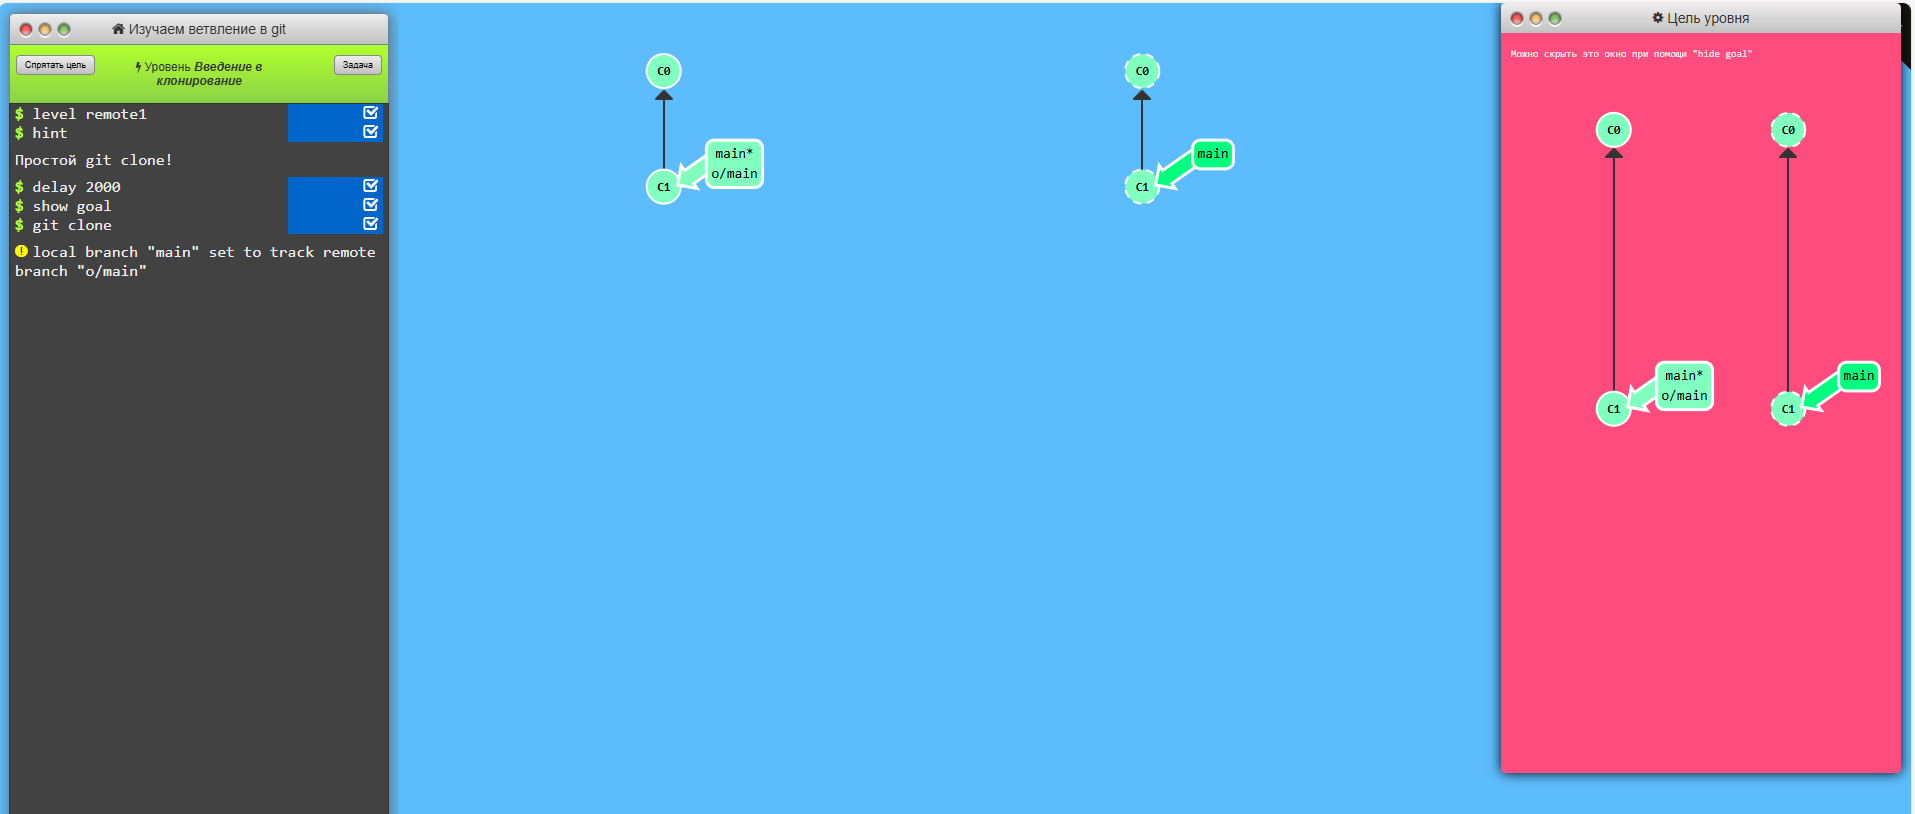 Изучаем ветвление в git
Спрятать цель
Уровень Введение в
клонирование
Задача
$ level remote1
$ hint
Простой git clone!
$ delay 2000
$ show goal
$ git clone
local branch "main" set to track remote
branch "o/main"
C0
main*
o/main
C1
C0
main
C1
Цель уровня
Можно скрыть это окно при помощи "hide goal"
C0
C0
main*
o/main
C1
main
C1